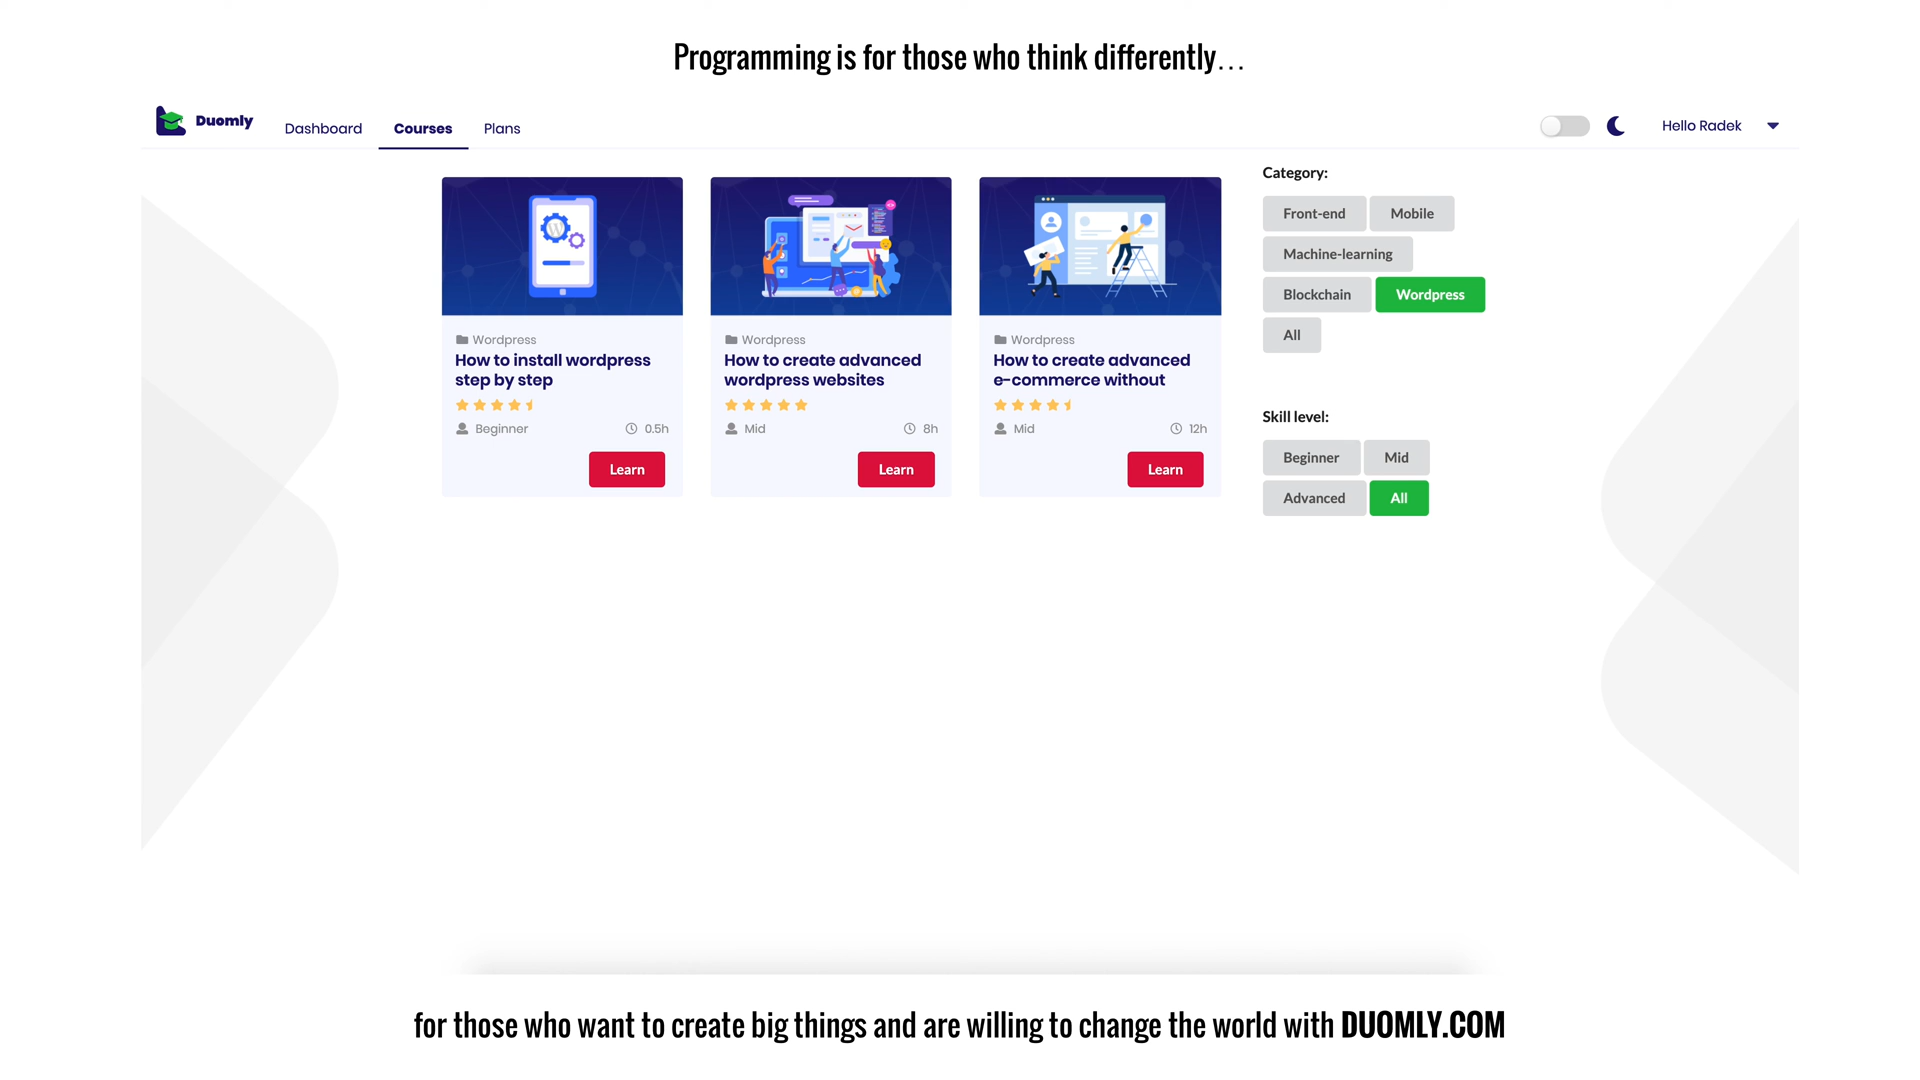 Programming is for those who think differently...
Duomly
Dashboard
Courses
Plans
Hello Radek
Wordpress
How to install wordpress
step by step
Beginner
0.5h
Learn
Wordpress
How to create advanced
wordpress websites
Mid
8h
Learn
Wordpress
How to create advanced
e-commerce without
Mid
12h
Learn
Category:
Front-end
Mobile
Machine-learning
Blockchain
Wordpress
All
Skill level:
Beginner
Mid
Advanced
All
for those who want to create big things and are willing to change the world with DUOMLY.COM